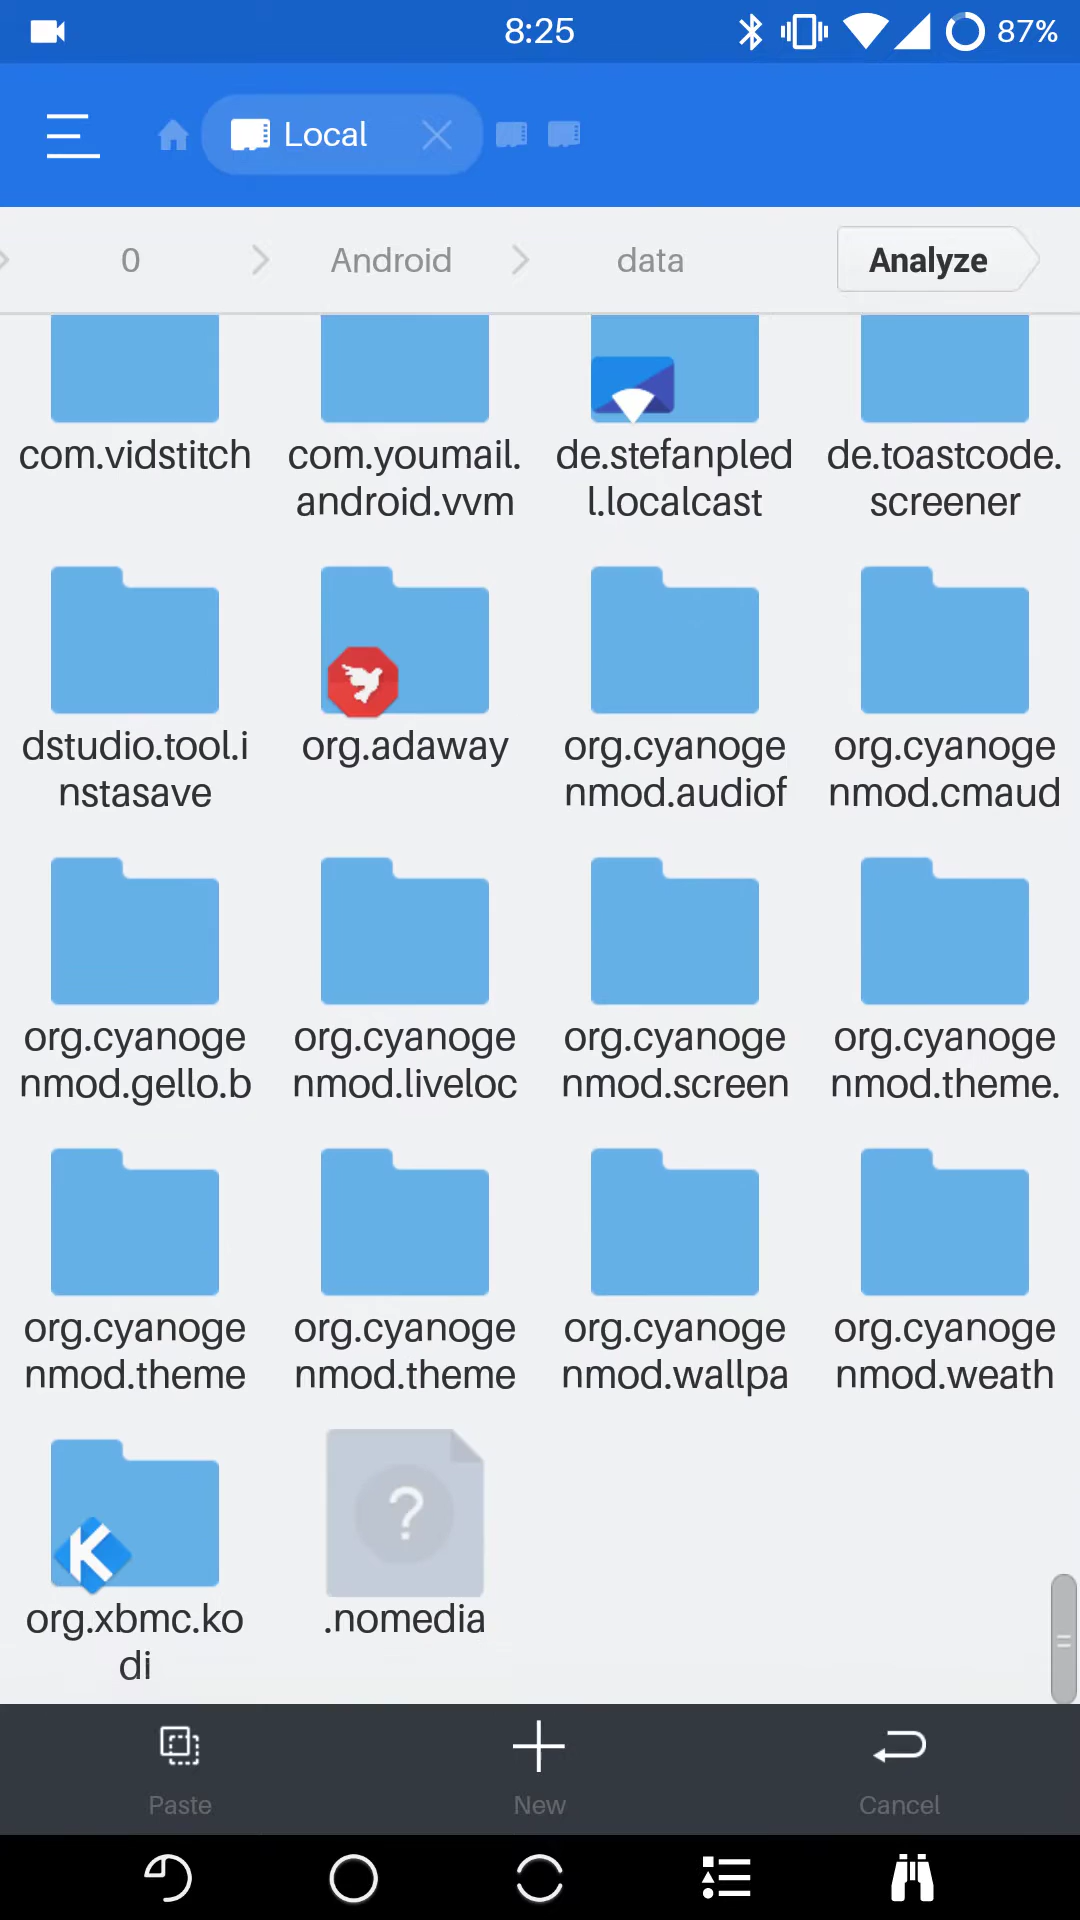 8:25
87%
Local
0
Android
data
Analyze
com.vidstitch
com.youmail.
android.vvm
de.stefanpled
l.localcast
de.toastcode.
screener
dstudio.tool.i
nstasave
org.adaway
org.cyanoge
nmod.audiof
org.cyanoge
nmod.cmaud
org.cyanoge
nmod.gello.b
org.cyanoge
nmod.liveloc
org.cyanoge
nmod.screen
org.cyanoge
nmod.theme.
org.cyanoge
nmod.theme
org.cyanoge
nmod.theme
org.cyanoge
nmod.wallpa
org.cyanoge
nmod.weath
org.xbmc.ko
di
?
.nomedia
Paste
New
Cancel